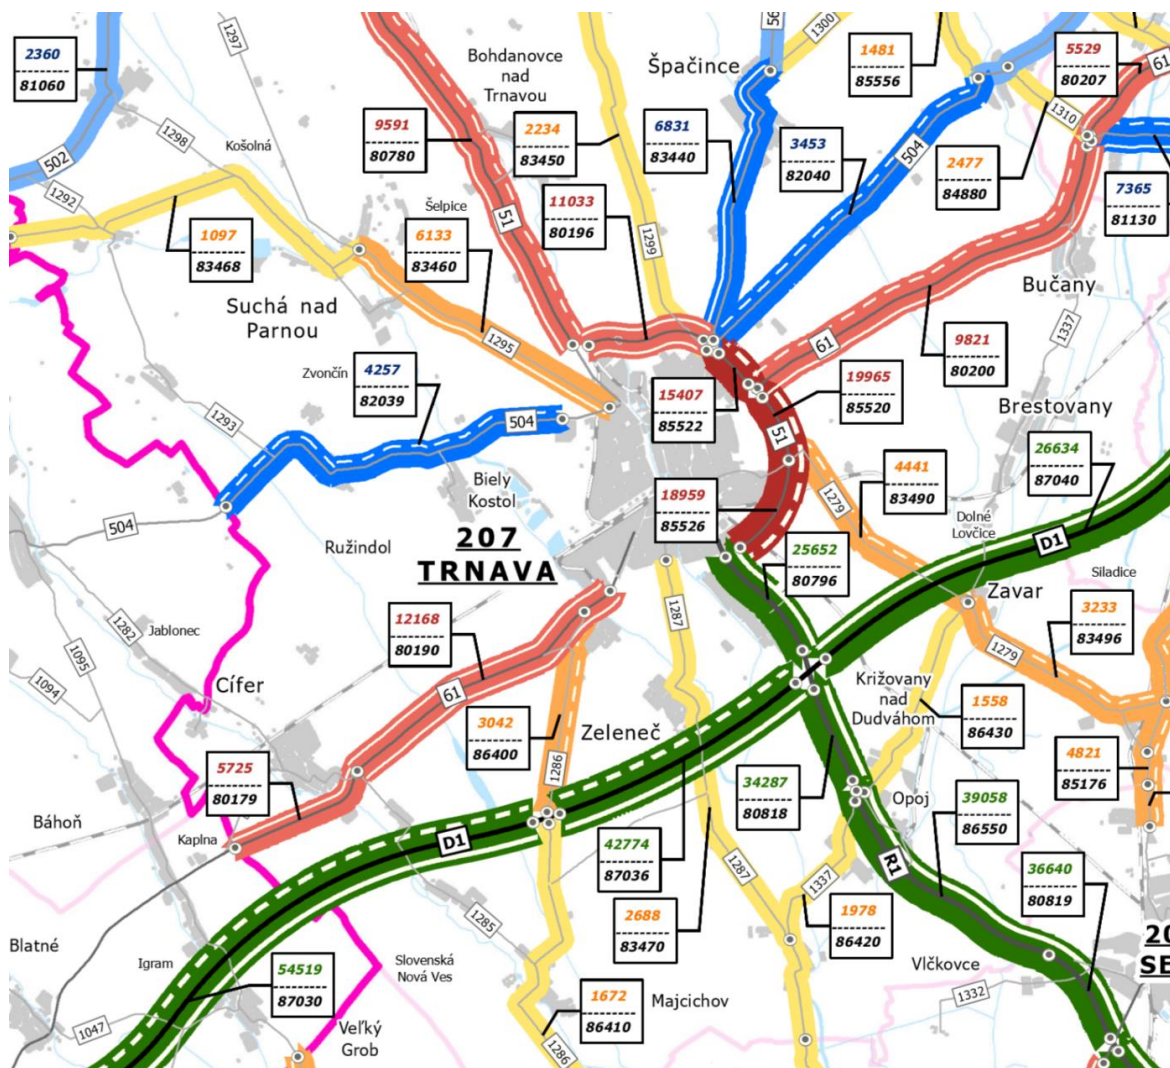 2360
81060
1297
Bohdanovce
nad
Trnavou
Špačince
1300
1481
85556
5529
80207
61
1298
Košolná
9591
80780
2234
83450
6831
83440
3453
82040
504
1310
2477
84880
502
1292
7365
81130
1097
83468
Šelpice
6133
83460
51
11033
80196
1299
Bučany
1337
Suchá nad
Parnou
1295
61
9821
80200
Zvončín
4257
82039
15407
85522
19965
85520
51
Brestovany
1293
504
26634
87040
Biely
Kostol
18959
85526
1279
4441
83490
Dolné
Lovčice
504
Ružindol
207
TRNAVA
25652
80796
D1
Siladice
Zavar
1287
1282
Jablonec
12168
80190
3233
83496
1095
1094
Cífer
61
1279
3042
86400
Zeleneč
Križovany
nad
Dudváhom
1558
86430
4821
85176
5725
80179
1286
34287
80818
Opoj
39058
86550
Báhoň
Kaplna
D1
42774
87036
1287
1337
R1
36640
80819
2688
83470
1978
86420
1285
20
SE
Blatné
Igram
54519
87030
Slovenská
Nová Ves
Vlčkovce
1332
1672
86410
Majcichov
1047
Veľký
Grob
1286